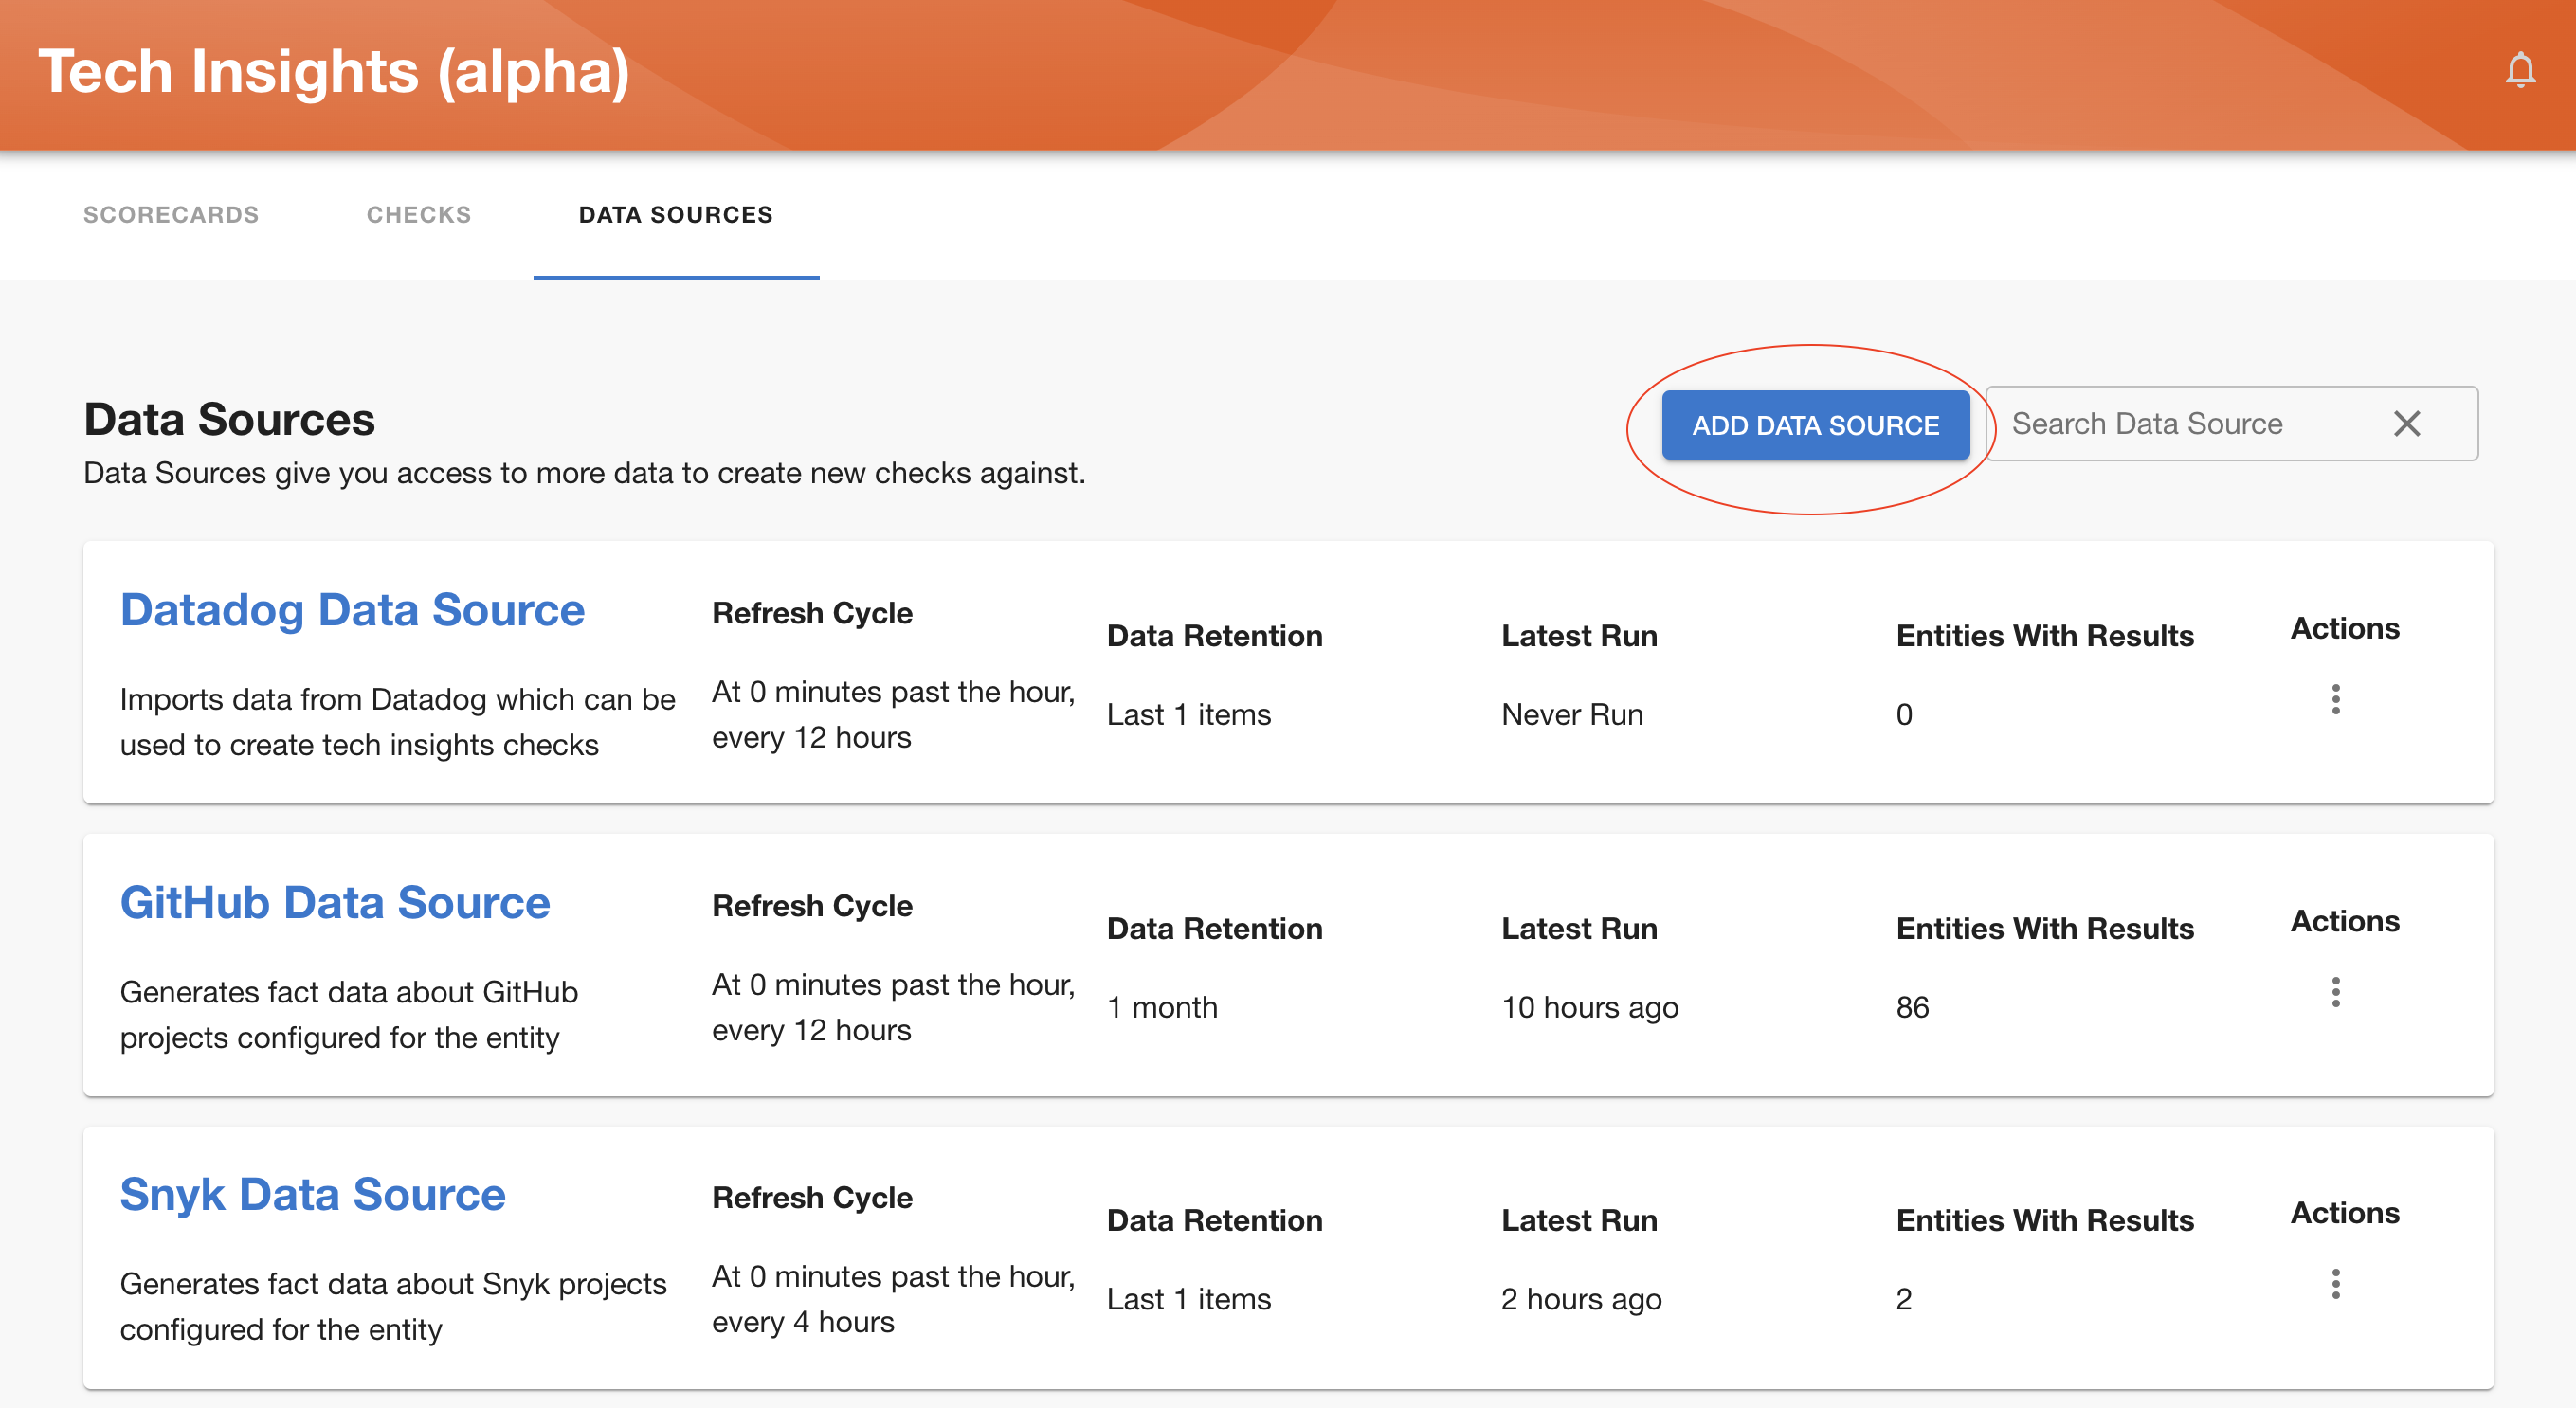 Tech Insights (alpha)
SCORECARDS
CHECKS
DATA SOURCES
Data Sources
Data Sources give you access to more data to create new checks against.
ADD DATA SOURCE
Search Data Source
Datadog Data Source
Imports data from Datadog which can be
used to create tech insights checks
Refresh Cycle
At 0 minutes past the hour,
every 12 hours
Data Retention
Last 1 items
Latest Run
Never Run
Entities With Results
0
Actions
GitHub Data Source
Generates fact data about GitHub
projects configured for the entity
Refresh Cycle
At 0 minutes past the hour,
every 12 hours
Data Retention
1 month
Latest Run
10 hours ago
Entities With Results
86
Actions
Snyk Data Source
Generates fact data about Snyk projects
configured for the entity
Refresh Cycle
At 0 minutes past the hour,
every 4 hours
Data Retention
Last 1 items
Latest Run
2 hours ago
Entities With Results
2
Actions